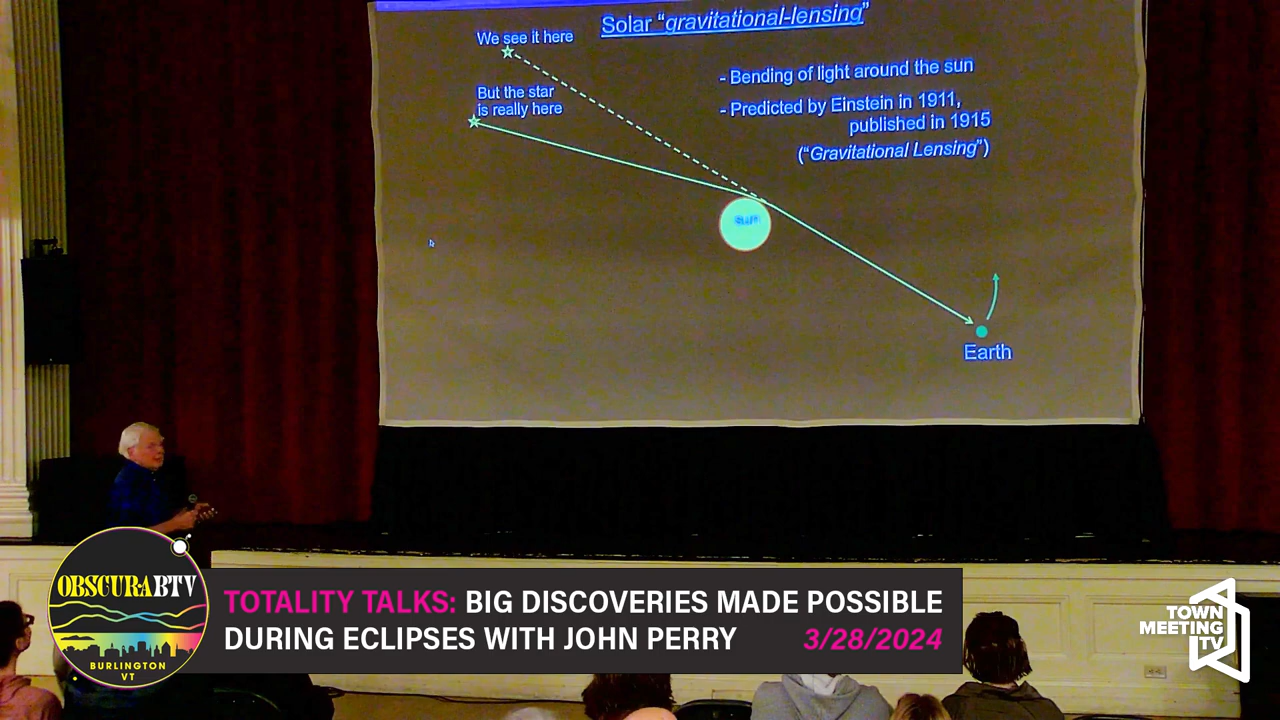 Solar “gravitational-lensing”
We see it here
But the star
is really here
- Bending of light around the sun
- Predicted by Einstein in 1911,
published in 1915
(“Gravitational Lensing”)
sun
Earth
OBSCURABTV
BURLINGTON
VT
TOTALITY TALKS: BIG DISCOVERIES MADE POSSIBLE
DURING ECLIPSES WITH JOHN PERRY 3/28/2024
TOWN
MEETING
TV